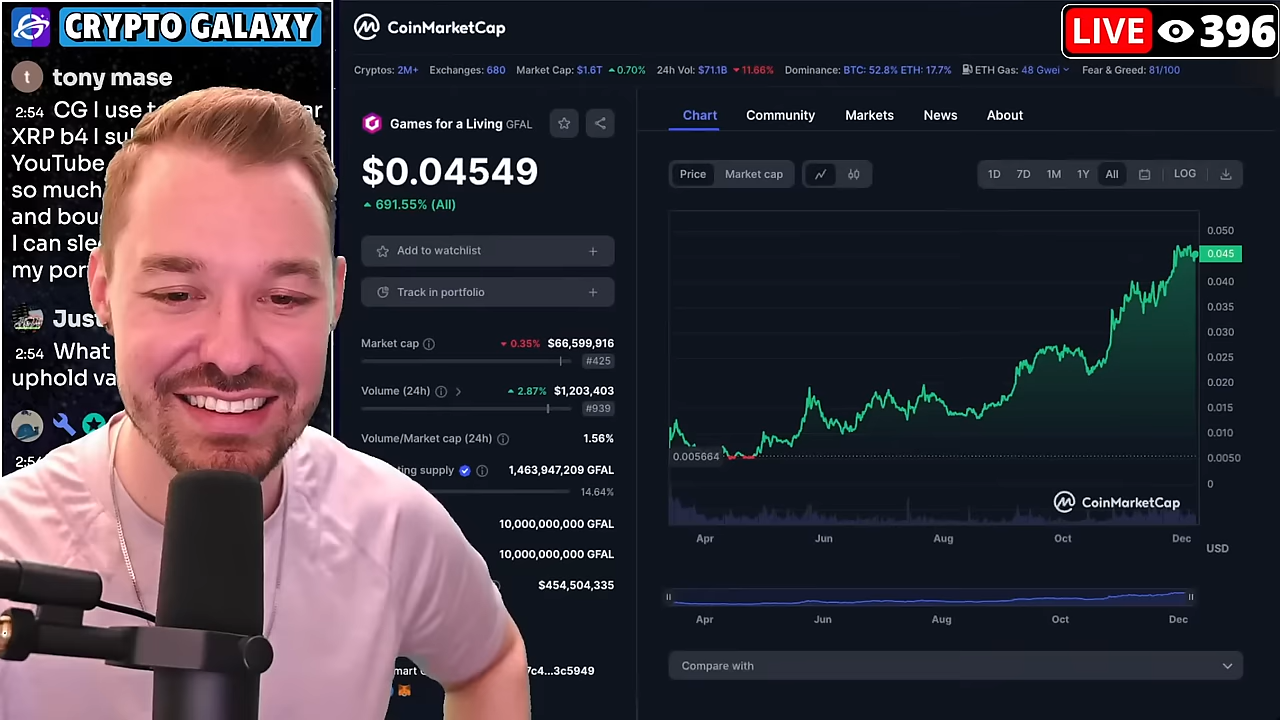 CRYPTO GALAXY
t
tony mase
2:54 CG I use
XRP b4 I
YouTube
so much
and
I can
my
2:54 What
uphold
2:54
LIVE 396
CoinMarketCap
Cryptos: 2M+ Exchanges: 680 Market Cap: $1.6T 0.70% 24h Vol: $71.1B 11.66% Dominance: BTC: 52.8% ETH: 17.7% ETH Gas: 48 Gwei Fear & Greed: 81/100
Games for a Living GFAL
$0.04549
691.55% (All)
Add to watchlist +
Track in portfolio +
Market cap 0.35% $66,599,916
#425
Volume (24h) > 2.87% $1,203,403
#939
Volume/Market cap (24h) 1.56%
supply 1,463,947,209 GFAL
14.64%
10,000,000,000 GFAL
10,000,000,000 GFAL
$454,504,335
7c4...3c5949
Chart Community Markets News About
Price Market cap 1D 7D 1M 1Y All LOG
0.050
0.045
0.040
0.035
0.030
0.025
0.020
0.015
0.010
0.0050
0
0.005664
CoinMarketCap
Apr Jun Aug Oct Dec
USD
Apr Jun Aug Oct Dec
Compare with